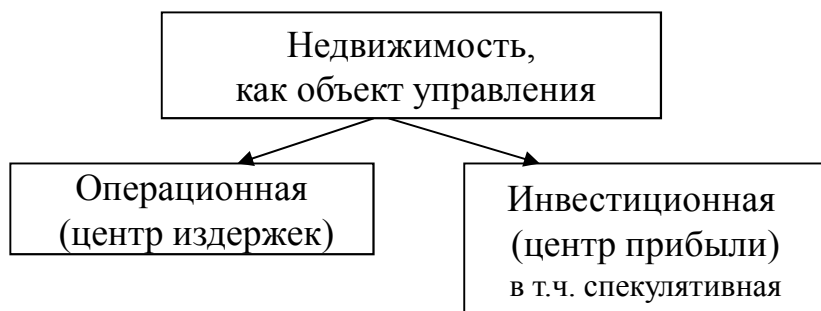 Недвижимость,
как объект управления
Операционная
(центр издержек)
Инвестиционная
(центр прибыли)
в т.ч. спекулятивная